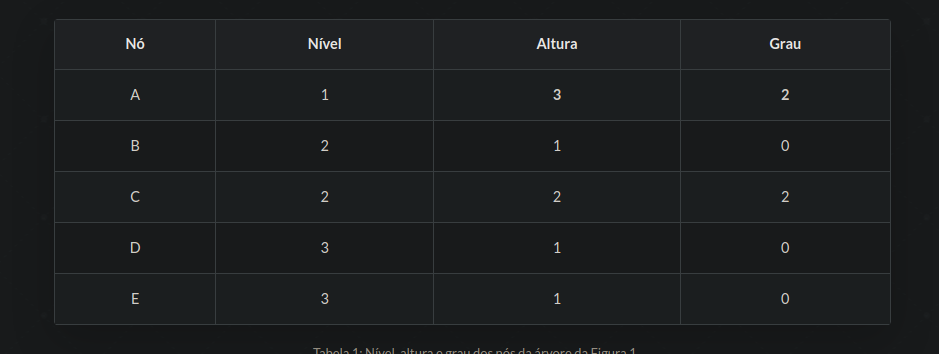 Nó Nível Altura Grau
A 1 3 2
B 2 1 0
C 2 2 2
D 3 1 0
E 3 1 0
Tabela 1: Nível, altura e grau dos nós da árvore da Figura 1